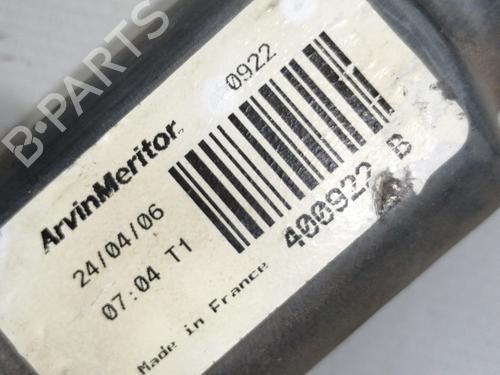 B-PARTS
ArvinMeritor
0922
24/04/06
07:04 T1
400922 B
Made in France